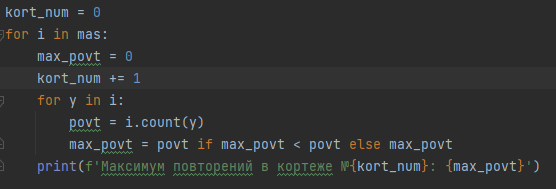 kort_num = 0
for i in mas:
    max_povt = 0
    kort_num += 1
    for y in i:
        povt = i.count(y)
        max_povt = povt if max_povt < povt else max_povt
    print(f'Максимум повторений в кортеже №{kort_num}: {max_povt}')